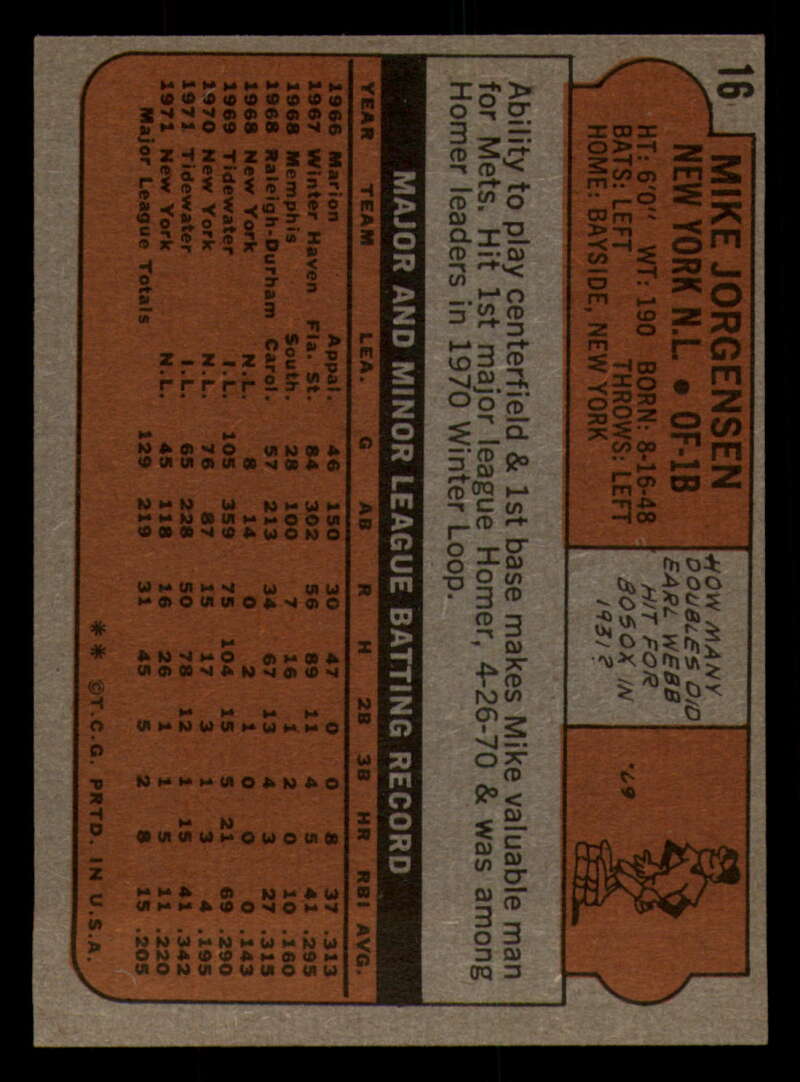 16
MIKE JORGENSEN
NEW YORK N.L. • OF-1B
HT: 6'0" WT: 190 BORN: 8-16-48
BATS: LEFT THROWS: LEFT
HOME: BAYSIDE, NEW YORK
HOW MANY
DOUBLES DID
EARL WEBB
HIT FOR
BOSOX IN
1931?
67.
Ability to play centerfield & 1st base makes Mike valuable man
for Mets. Hit 1st major league Homer, 4-26-70 & was among
Homer leaders in 1970 Winter Loop.
MAJOR AND MINOR LEAGUE BATTING RECORD
YEAR TEAM LEA. G AB R H 2B 3B HR RBI AVG.
1966 Marion Appal. 46 150 30 47 0 0 8 37 .313
1967 Winter Haven Fla. St. 84 302 56 89 11 4 5 41 .295
1968 Memphis South. 28 100 7 16 1 2 0 10 .160
1968 Raleigh-Durham Carol. 57 213 34 67 13 4 3 27 .315
1968 New York N.L. 8 14 0 2 1 0 0 0 .143
1969 Tidewater I.L. 105 359 75 104 15 5 21 69 .290
1970 New York N.L. 76 87 15 17 3 1 3 4 .195
1971 Tidewater I.L. 65 228 50 78 12 1 15 41 .342
1971 New York N.L. 45 118 16 26 1 1 5 11 .220
Major League Totals 129 219 31 45 5 2 8 15 .205
** ©T.C.G. PRTD. IN U.S.A.